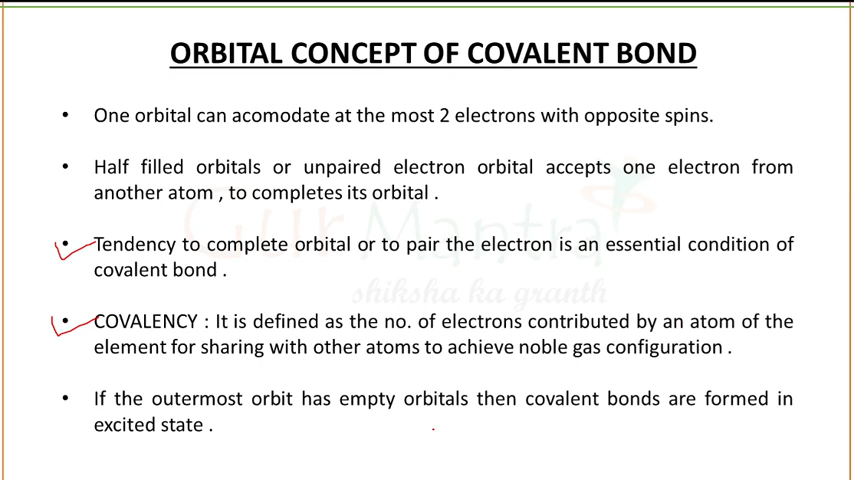 ORBITAL CONCEPT OF COVALENT BOND
• One orbital can acomodate at the most 2 electrons with opposite spins.
• Half filled orbitals or unpaired electron orbital accepts one electron from
another atom , to completes its orbital .
• Tendency to complete orbital or to pair the electron is an essential condition of
covalent bond .
• COVALENCY : It is defined as the no. of electrons contributed by an atom of the
element for sharing with other atoms to achieve noble gas configuration .
• If the outermost orbit has empty orbitals then covalent bonds are formed in
excited state .
Gur Mantra
shiksha ka granth